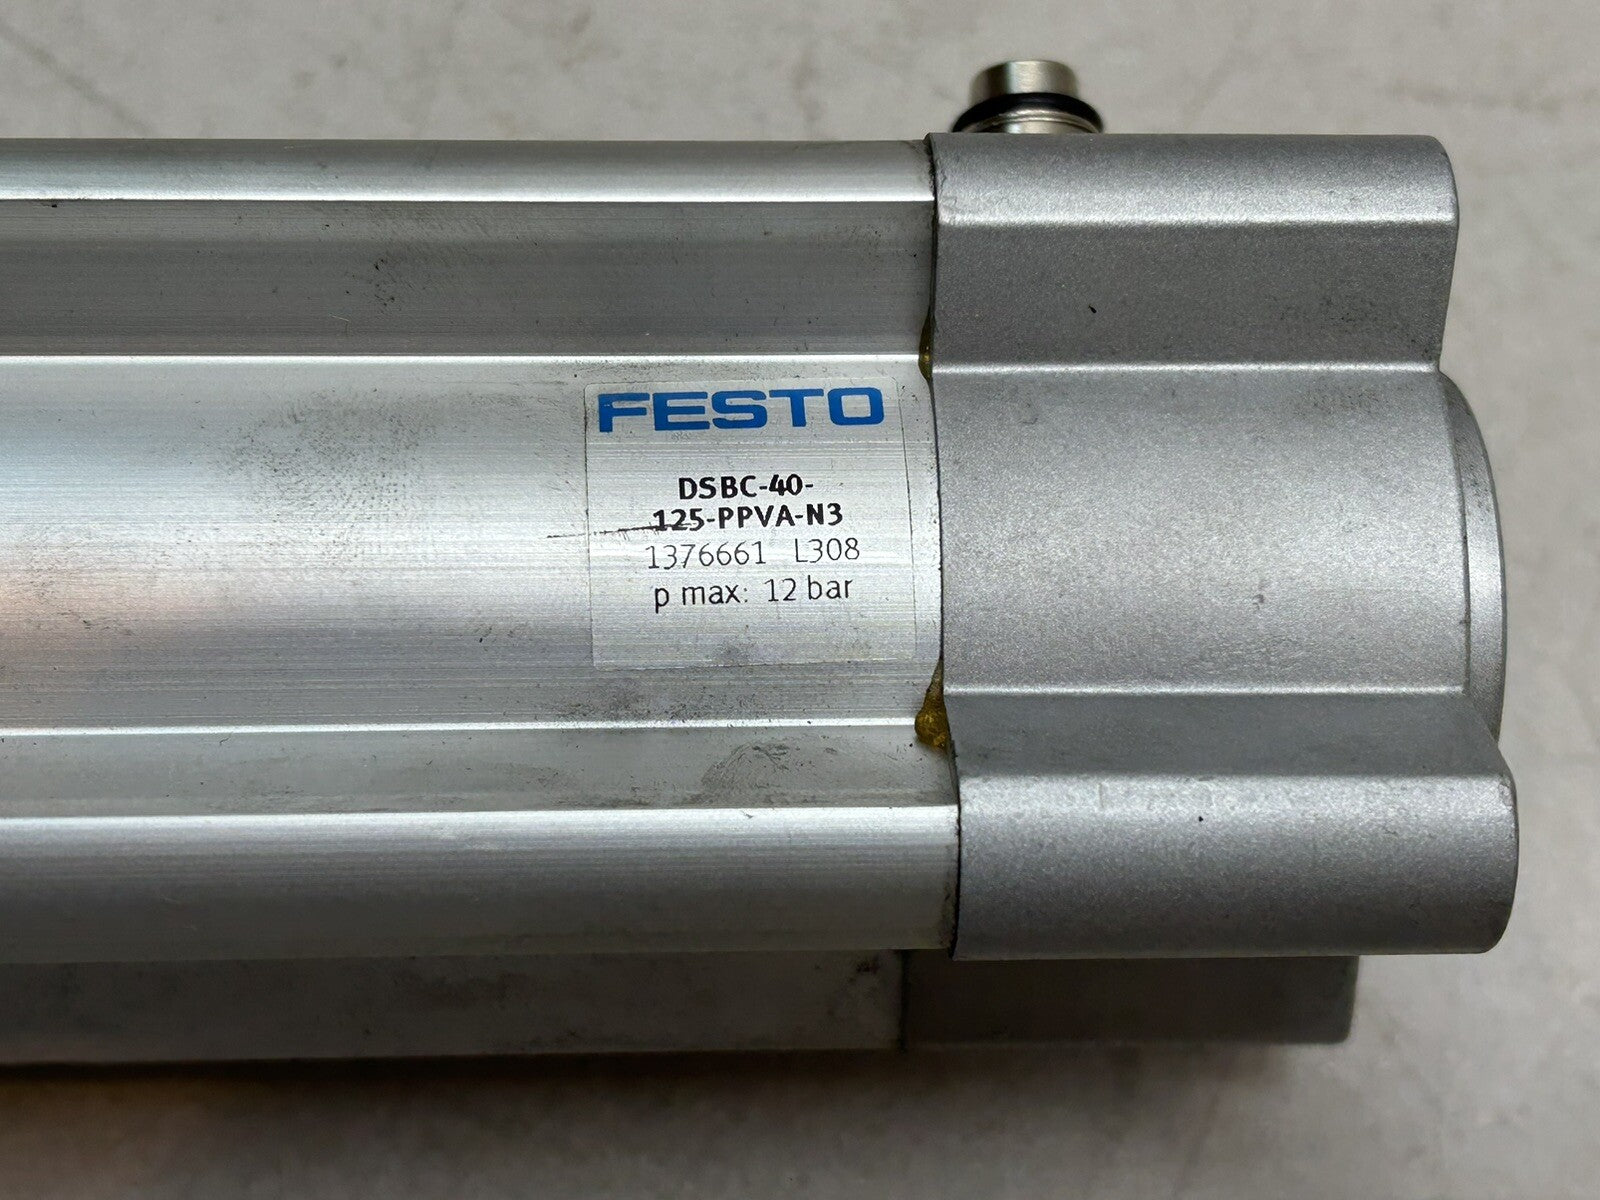 FESTO
DSBC-40-
125-PPVA-N3
1376661 L308
p max: 12 bar